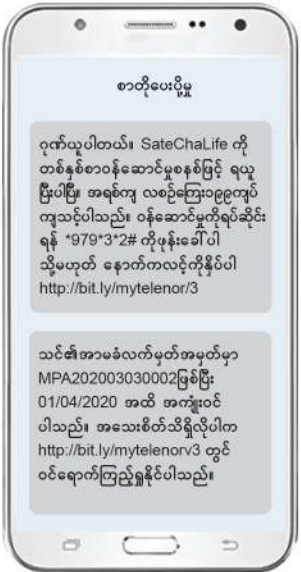 စာတိုပေးပို့မှု
ဂုဏ်ယူပါတယ်။ SateChaLife ကို
တစ်နှစ်စာဝန်ဆောင်မှုစနစ်ဖြင့် ရယူ
ပြီးပါပြီ။ အရစ်ကျ လစဉ်ကြေး၁၉၉ကျပ်
ကျသင့်ပါသည်။ ဝန်ဆောင်မှုကိုရပ်ဆိုင်း
ရန် *979*3*2# ကိုဖုန်းခေါ်ပါ
သို့မဟုတ် နောက်ကလင့်ကိုနှိပ်ပါ
http://bit.ly/mytelenor/3
သင်၏အာမခံလက်မှတ်အမှတ်မှာ
MPA202003030002ဖြစ်ပြီး
01/04/2020 အထိ အကျုံးဝင်
ပါသည်။ အသေးစိတ်သိရှိလိုပါက
http://bit.ly/mytelenorv3 တွင်
ဝင်ရောက်ကြည့်ရှုနိုင်ပါသည်။